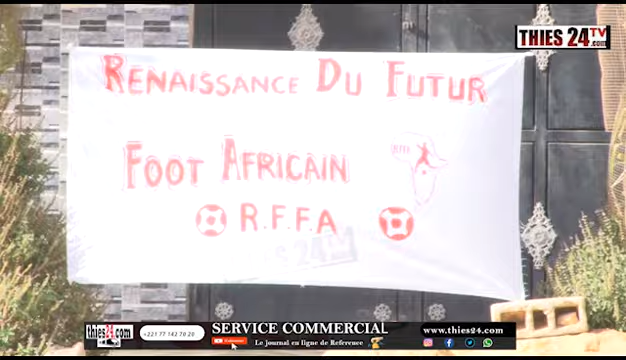 THIES 24 TV
.com
RENAISSANCE DU FUTUR
FOOT AFRICAIN
R.F.F.A
thies24.com
+221 77 142 70 20
SERVICE COMMERCIAL
Le Journal en ligne de Reference
www.thies24.com